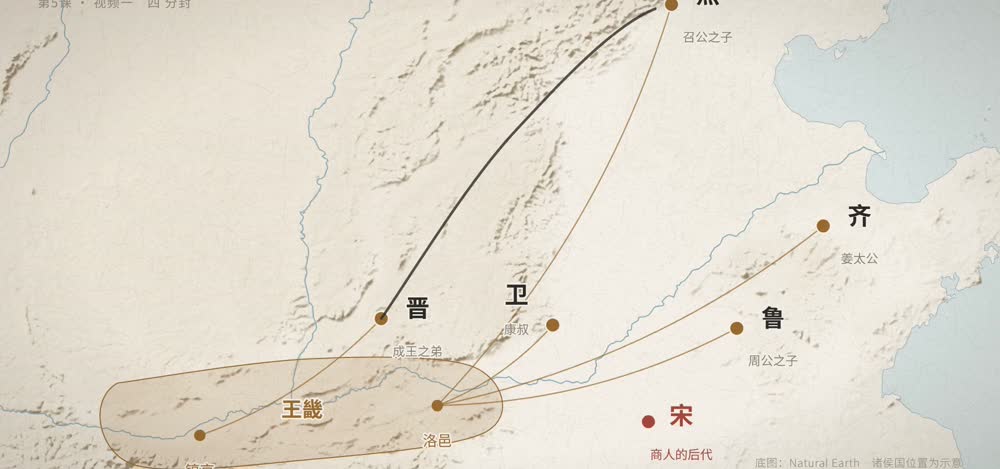 第5课 · 视频一 四 分封
召公之子
齐
姜太公
卫
康叔
晋
成王之弟
鲁
周公之子
王畿
洛邑
宋
商人的后代
底图：Natural Earth 诸侯国位置为示意